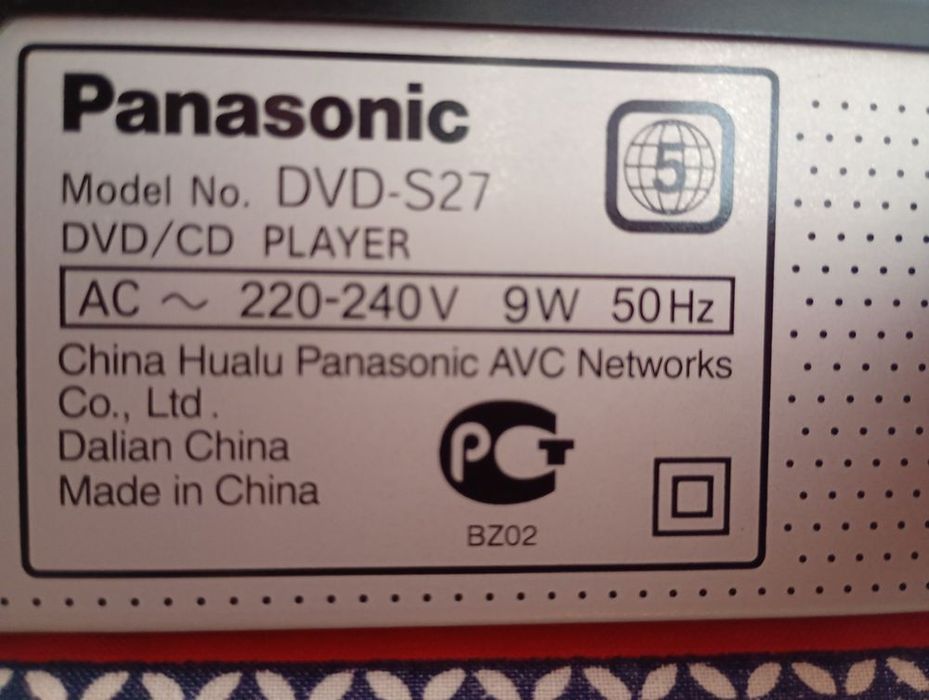 Panasonic
5
Model No. DVD-S27
DVD/CD PLAYER
AC ~ 220-240V 9W 50Hz
China Hualu Panasonic AVC Networks
Co., Ltd.
Dalian China
Made in China
РСТ
BZ02